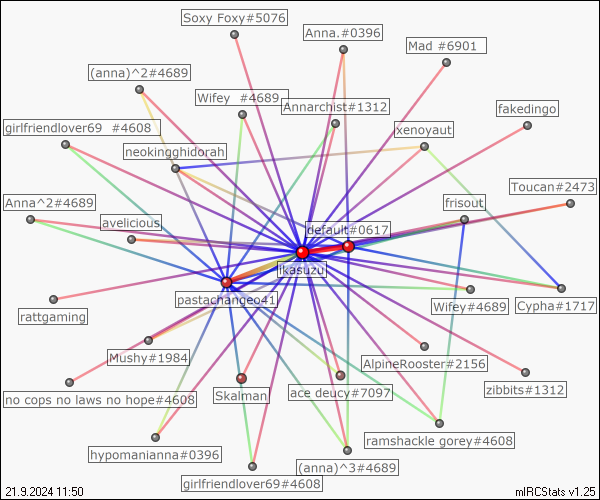 Soxy Foxy#5076
Anna.#0396
Mad #6901
(anna)^2#4689
Wifey  #4689
Annarchist#1312
fakedingo
girlfriendlover69  #4608
xenoyaut
neokingghidorah
Toucan#2473
Anna^2#4689
frisout
avelicious
default#0617
Ikasuzu
pastachangeo41
Wifey#4689
Cypha#1717
rattgaming
Mushy#1984
AlpineRooster#2156
no cops no laws no hope#4608
Skalman
ace deucy#7097
zibbits#1312
hypomanianna#0396
ramshackle gorey#4608
(anna)^3#4689
girlfriendlover69#4608
21.9.2024 11:50
mIRCStats v1.25